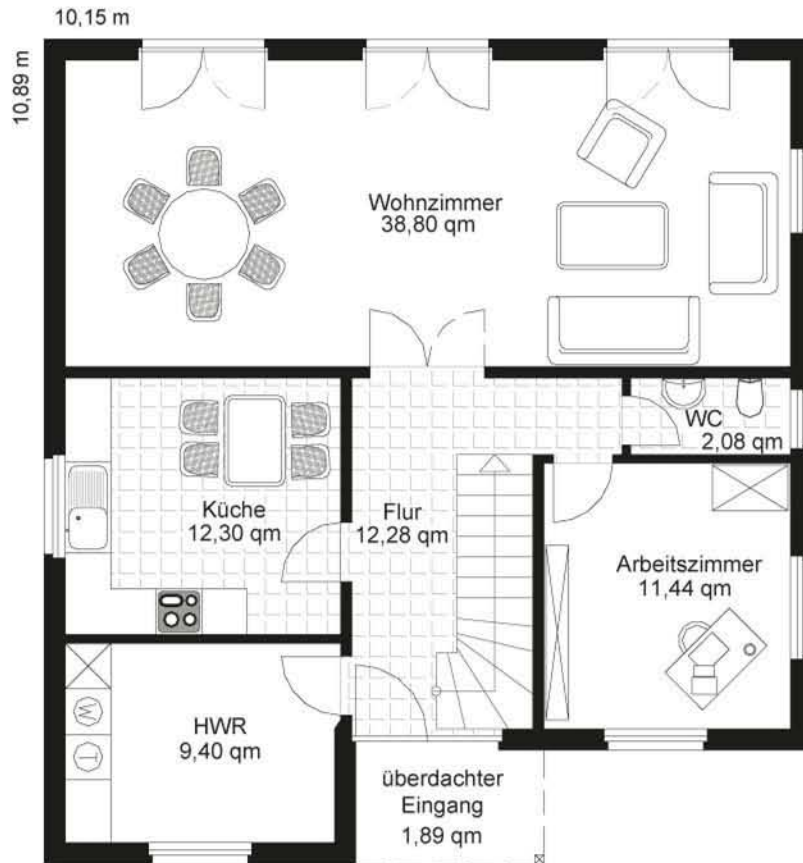 10,15 m
10,89 m
Wohnzimmer
38,80 qm
WC
2,08 qm
Küche
12,30 qm
Flur
12,28 qm
Arbeitszimmer
11,44 qm
HWR
9,40 qm
W
T
überdachter
Eingang
1,89 qm